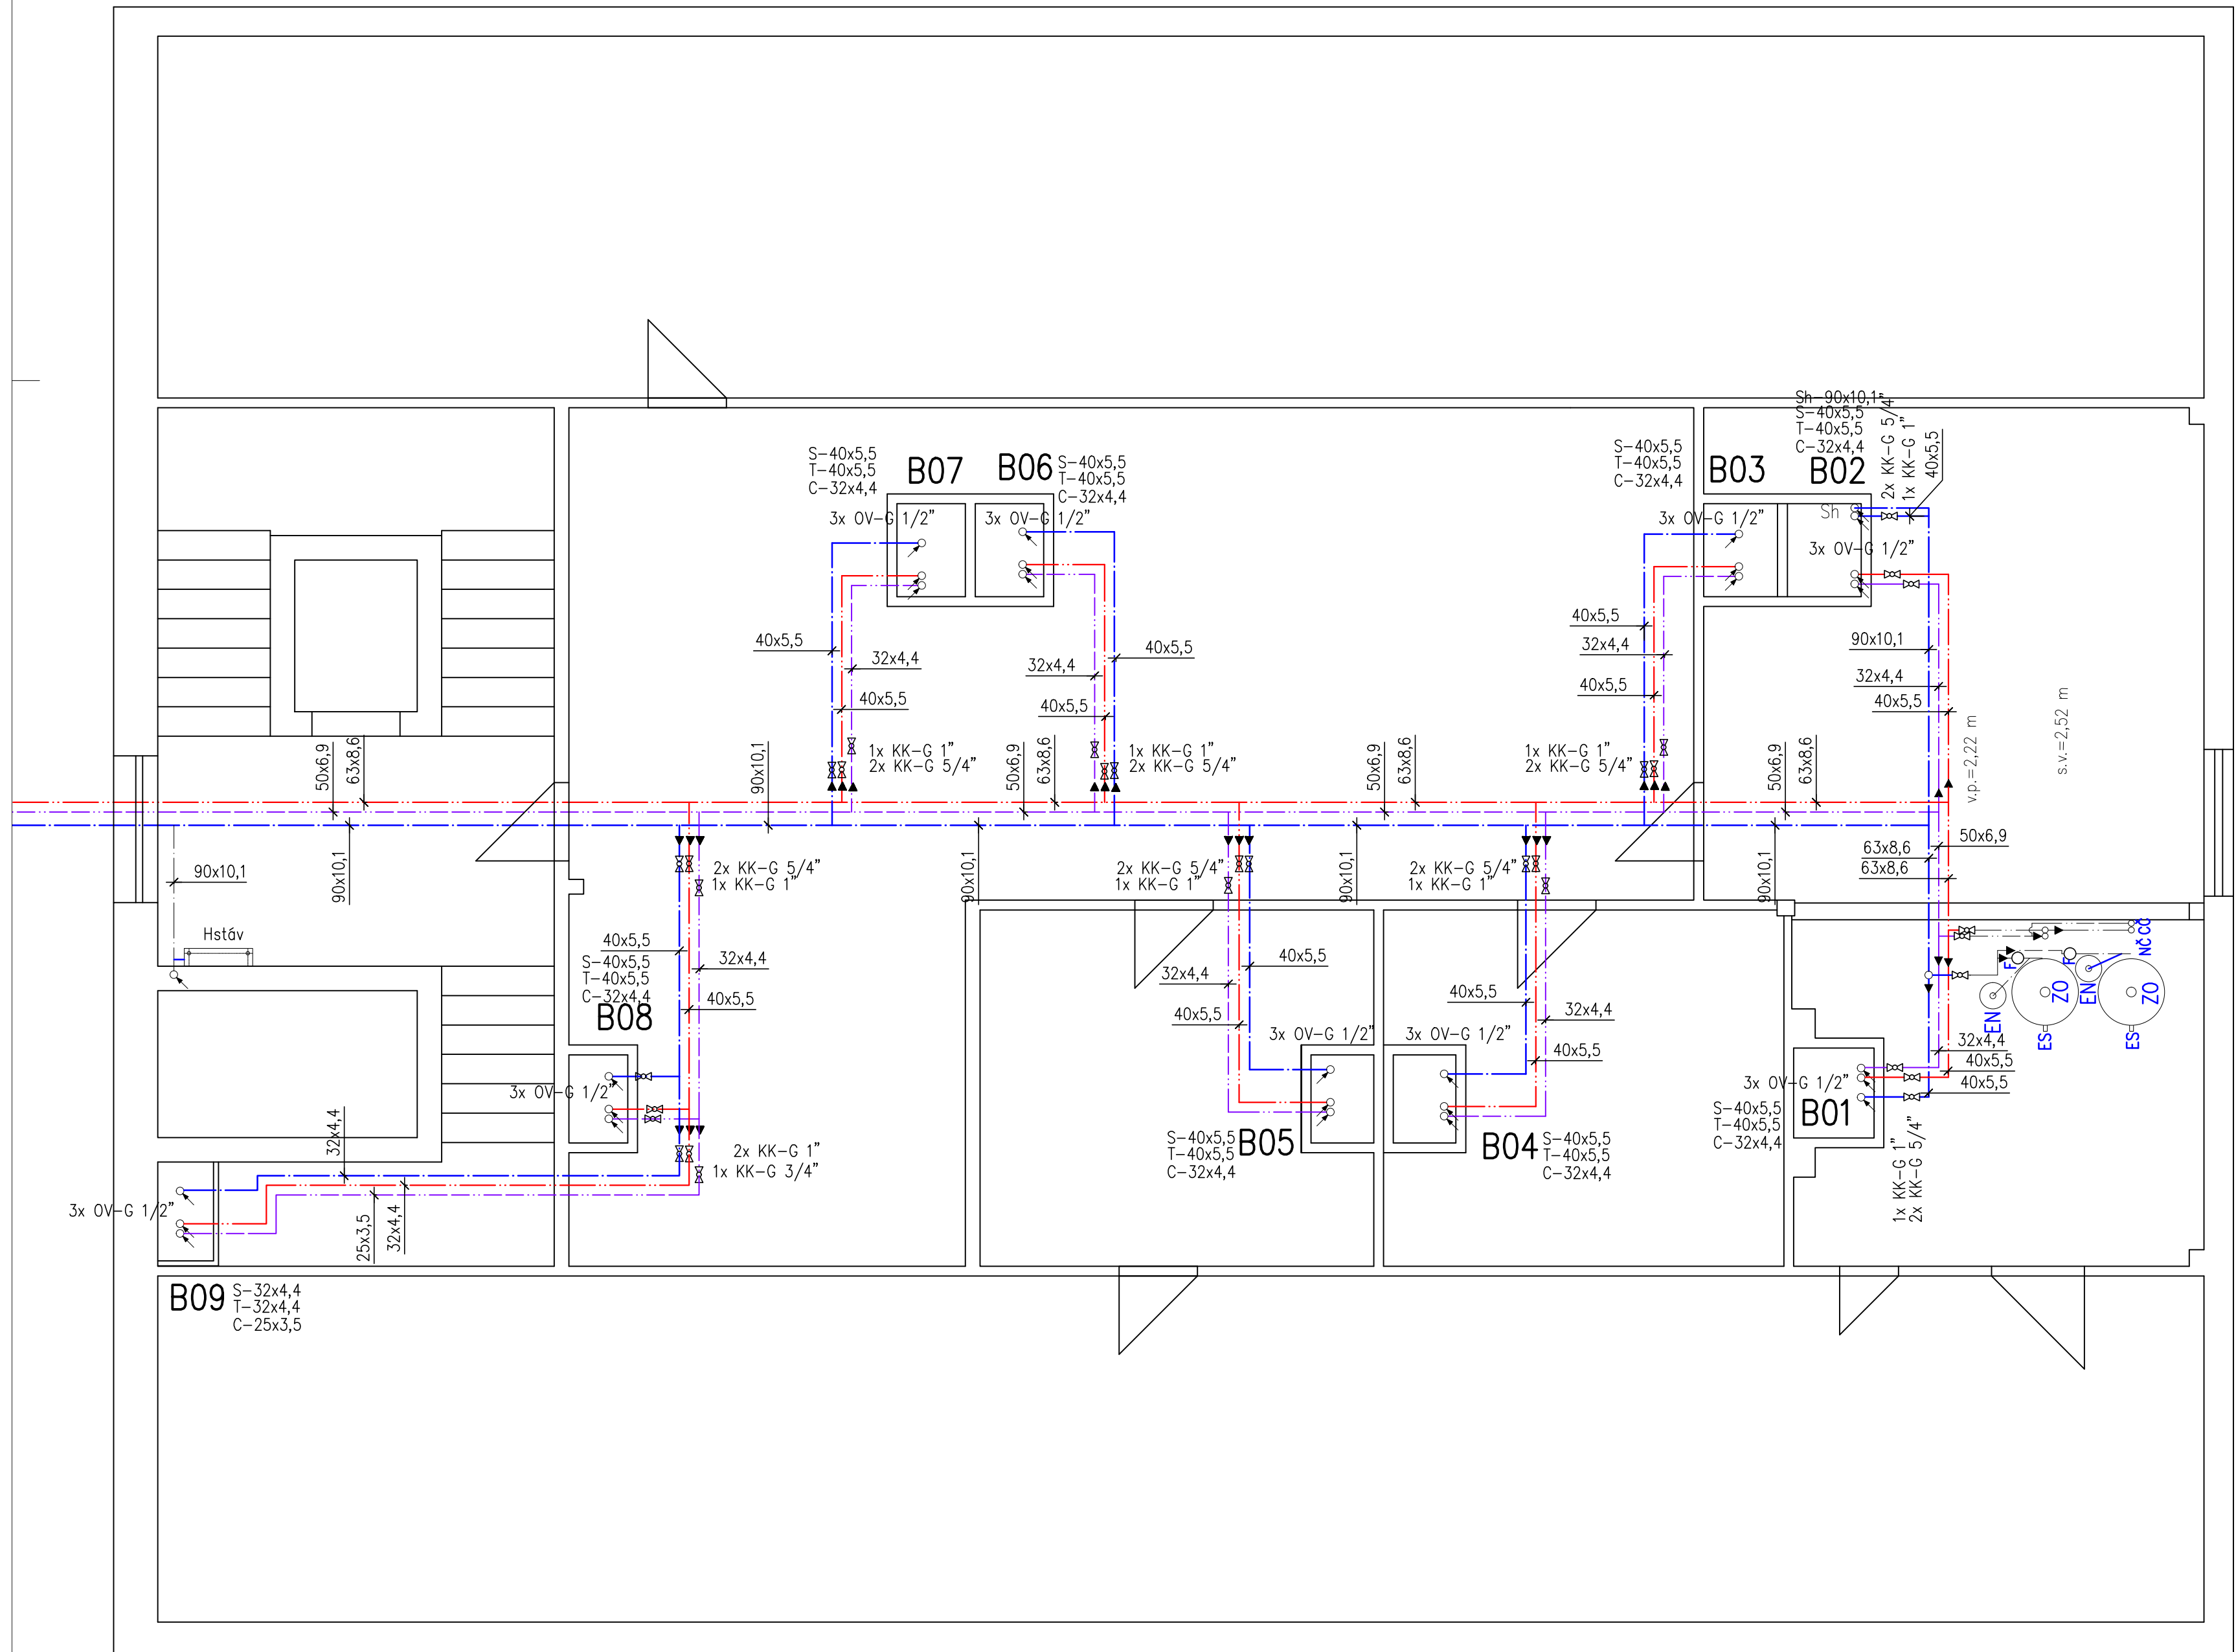 Sh-90x10,1
S-40x5,5
T-40x5,5
C-32x4,4
2x KK-G 5/4"
1x KK-G 1"
40x5,5
S-40x5,5
T-40x5,5
C-32x4,4
B07
B06
S-40x5,5
T-40x5,5
C-32x4,4
S-40x5,5
T-40x5,5
C-32x4,4
B03
B02
3x OV-G 1/2"
3x OV-G 1/2"
3x OV-G 1/2"
Sh
3x OV-G 1/2"
40x5,5
32x4,4
40x5,5
32x4,4
40x5,5
40x5,5
40x5,5
32x4,4
40x5,5
90x10,1
32x4,4
40x5,5
50x6,9
63x8,6
90x10,1
1x KK-G 1"
2x KK-G 5/4"
50x6,9
63x8,6
1x KK-G 1"
2x KK-G 5/4"
50x6,9
63x8,6
1x KK-G 1"
2x KK-G 5/4"
50x6,9
63x8,6
v.p.=2,22 m
s.v.=2,52 m
90x10,1
90x10,1
2x KK-G 5/4"
1x KK-G 1"
90x10,1
2x KK-G 5/4"
1x KK-G 1"
90x10,1
2x KK-G 5/4"
1x KK-G 1"
90x10,1
50x6,9
63x8,6
63x8,6
Hstáv
40x5,5
S-40x5,5
T-40x5,5
C-32x4,4
B08
32x4,4
40x5,5
32x4,4
40x5,5
40x5,5
40x5,5
32x4,4
40x5,5
F
F
NČ
CC
EN
ZO
EN
ZO
ES
ES
32x4,4
40x5,5
40x5,5
3x OV-G 1/2"
3x OV-G 1/2"
3x OV-G 1/2"
3x OV-G 1/2"
S-40x5,5
T-40x5,5
C-32x4,4
B01
1x KK-G 1"
2x KK-G 5/4"
S-40x5,5
T-40x5,5
C-32x4,4
B05
B04
S-40x5,5
T-40x5,5
C-32x4,4
2x KK-G 1"
1x KK-G 3/4"
32x4,4
3x OV-G 1/2"
25x3,5
32x4,4
B09
S-32x4,4
T-32x4,4
C-25x3,5